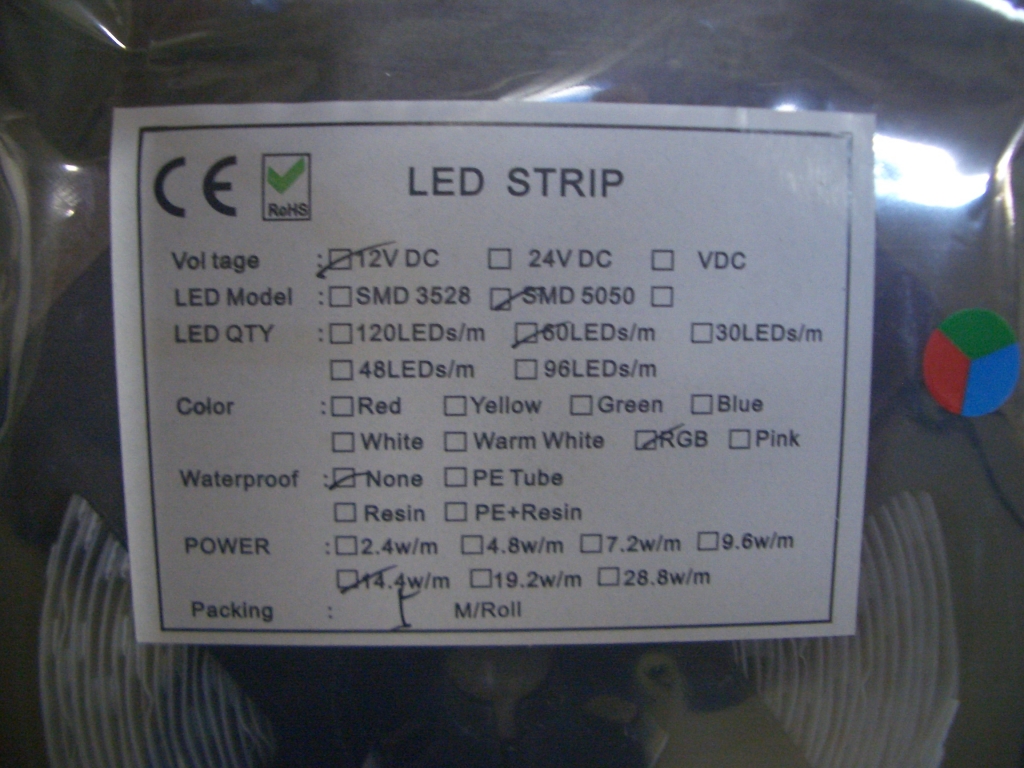 CE RoHS LED STRIP
Voltage : 12V DC 24V DC VDC
LED Model : SMD 3528 SMD 5050
LED QTY : 120LEDs/m 60LEDs/m 30LEDs/m
48LEDs/m 96LEDs/m
Color : Red Yellow Green Blue
White Warm White RGB Pink
Waterproof : None PE Tube
Resin PE+Resin
POWER : 2.4w/m 4.8w/m 7.2w/m 9.6w/m
14.4w/m 19.2w/m 28.8w/m
Packing : M/Roll